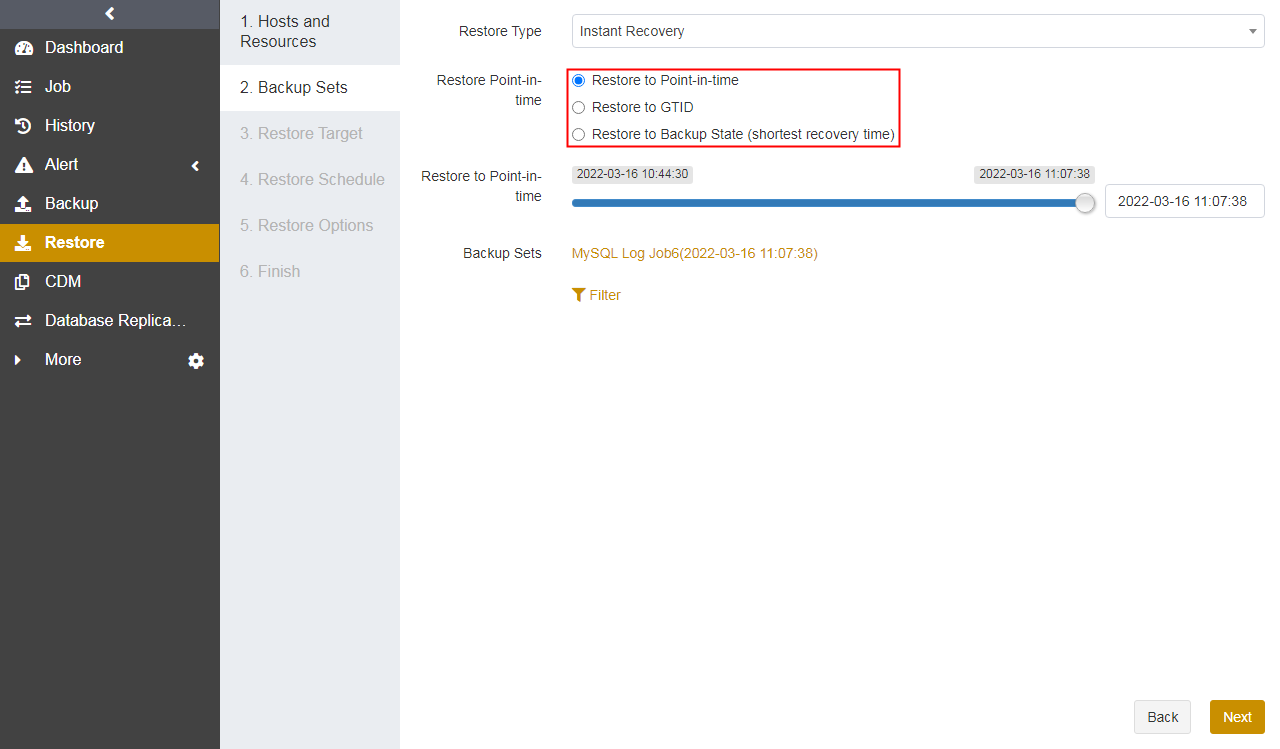 Dashboard
Job
History
Alert
Backup
Restore
CDM
Database Replica…
More
1. Hosts and
Resources
2. Backup Sets
3. Restore Target
4. Restore Schedule
5. Restore Options
6. Finish
Restore Type
Instant Recovery
Restore Point-in-
time
Restore to Point-in-time
Restore to GTID
Restore to Backup State (shortest recovery time)
Restore to Point-in-
time
2022-03-16 10:44:30
2022-03-16 11:07:38
2022-03-16 11:07:38
Backup Sets
MySQL Log Job6(2022-03-16 11:07:38)
Filter
Back
Next